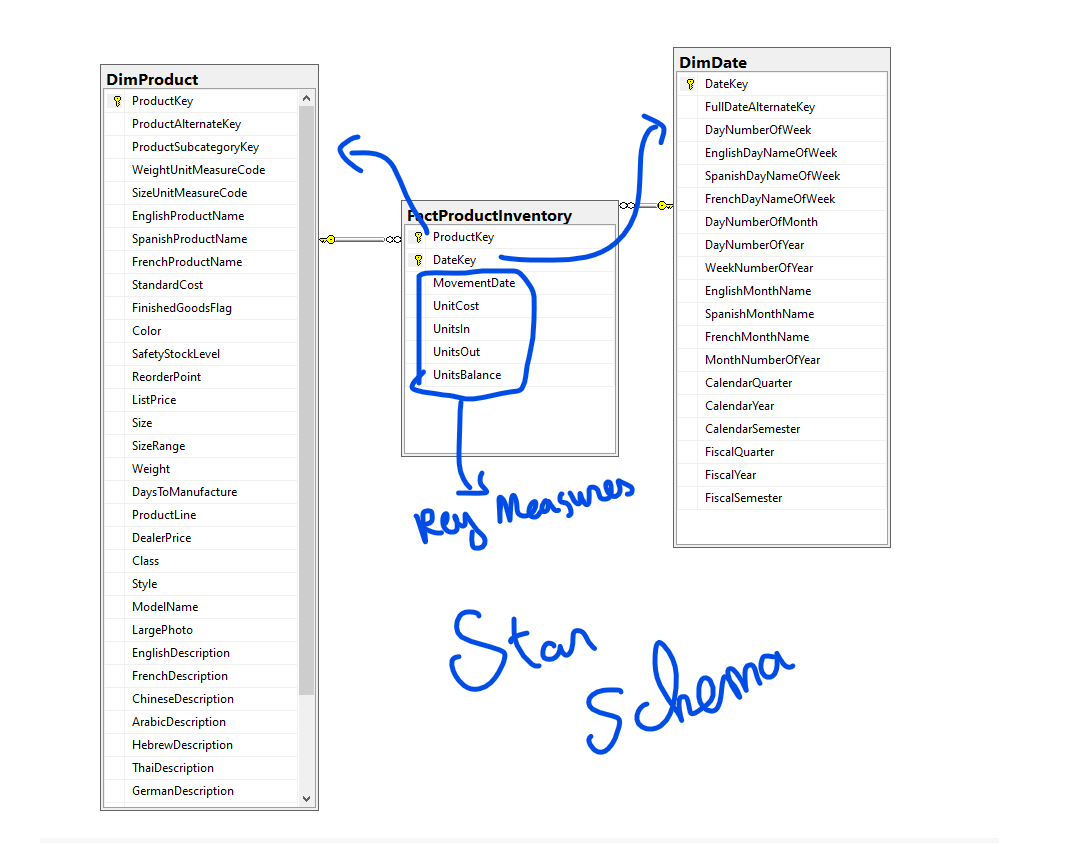 DimProduct
ProductKey
ProductAlternateKey
ProductSubcategoryKey
WeightUnitMeasureCode
SizeUnitMeasureCode
EnglishProductName
SpanishProductName
FrenchProductName
StandardCost
FinishedGoodsFlag
Color
SafetyStockLevel
ReorderPoint
ListPrice
Size
SizeRange
Weight
DaysToManufacture
ProductLine
DealerPrice
Class
Style
ModelName
LargePhoto
EnglishDescription
FrenchDescription
ChineseDescription
ArabicDescription
HebrewDescription
ThaiDescription
GermanDescription
FactProductInventory
ProductKey
DateKey
MovementDate
UnitCost
UnitsIn
UnitsOut
UnitsBalance
Key Measures
Star
Schema
DimDate
DateKey
FullDateAlternateKey
DayNumberOfWeek
EnglishDayNameOfWeek
SpanishDayNameOfWeek
FrenchDayNameOfWeek
DayNumberOfMonth
DayNumberOfYear
WeekNumberOfYear
EnglishMonthName
SpanishMonthName
FrenchMonthName
MonthNumberOfYear
CalendarQuarter
CalendarYear
CalendarSemester
FiscalQuarter
FiscalYear
FiscalSemester